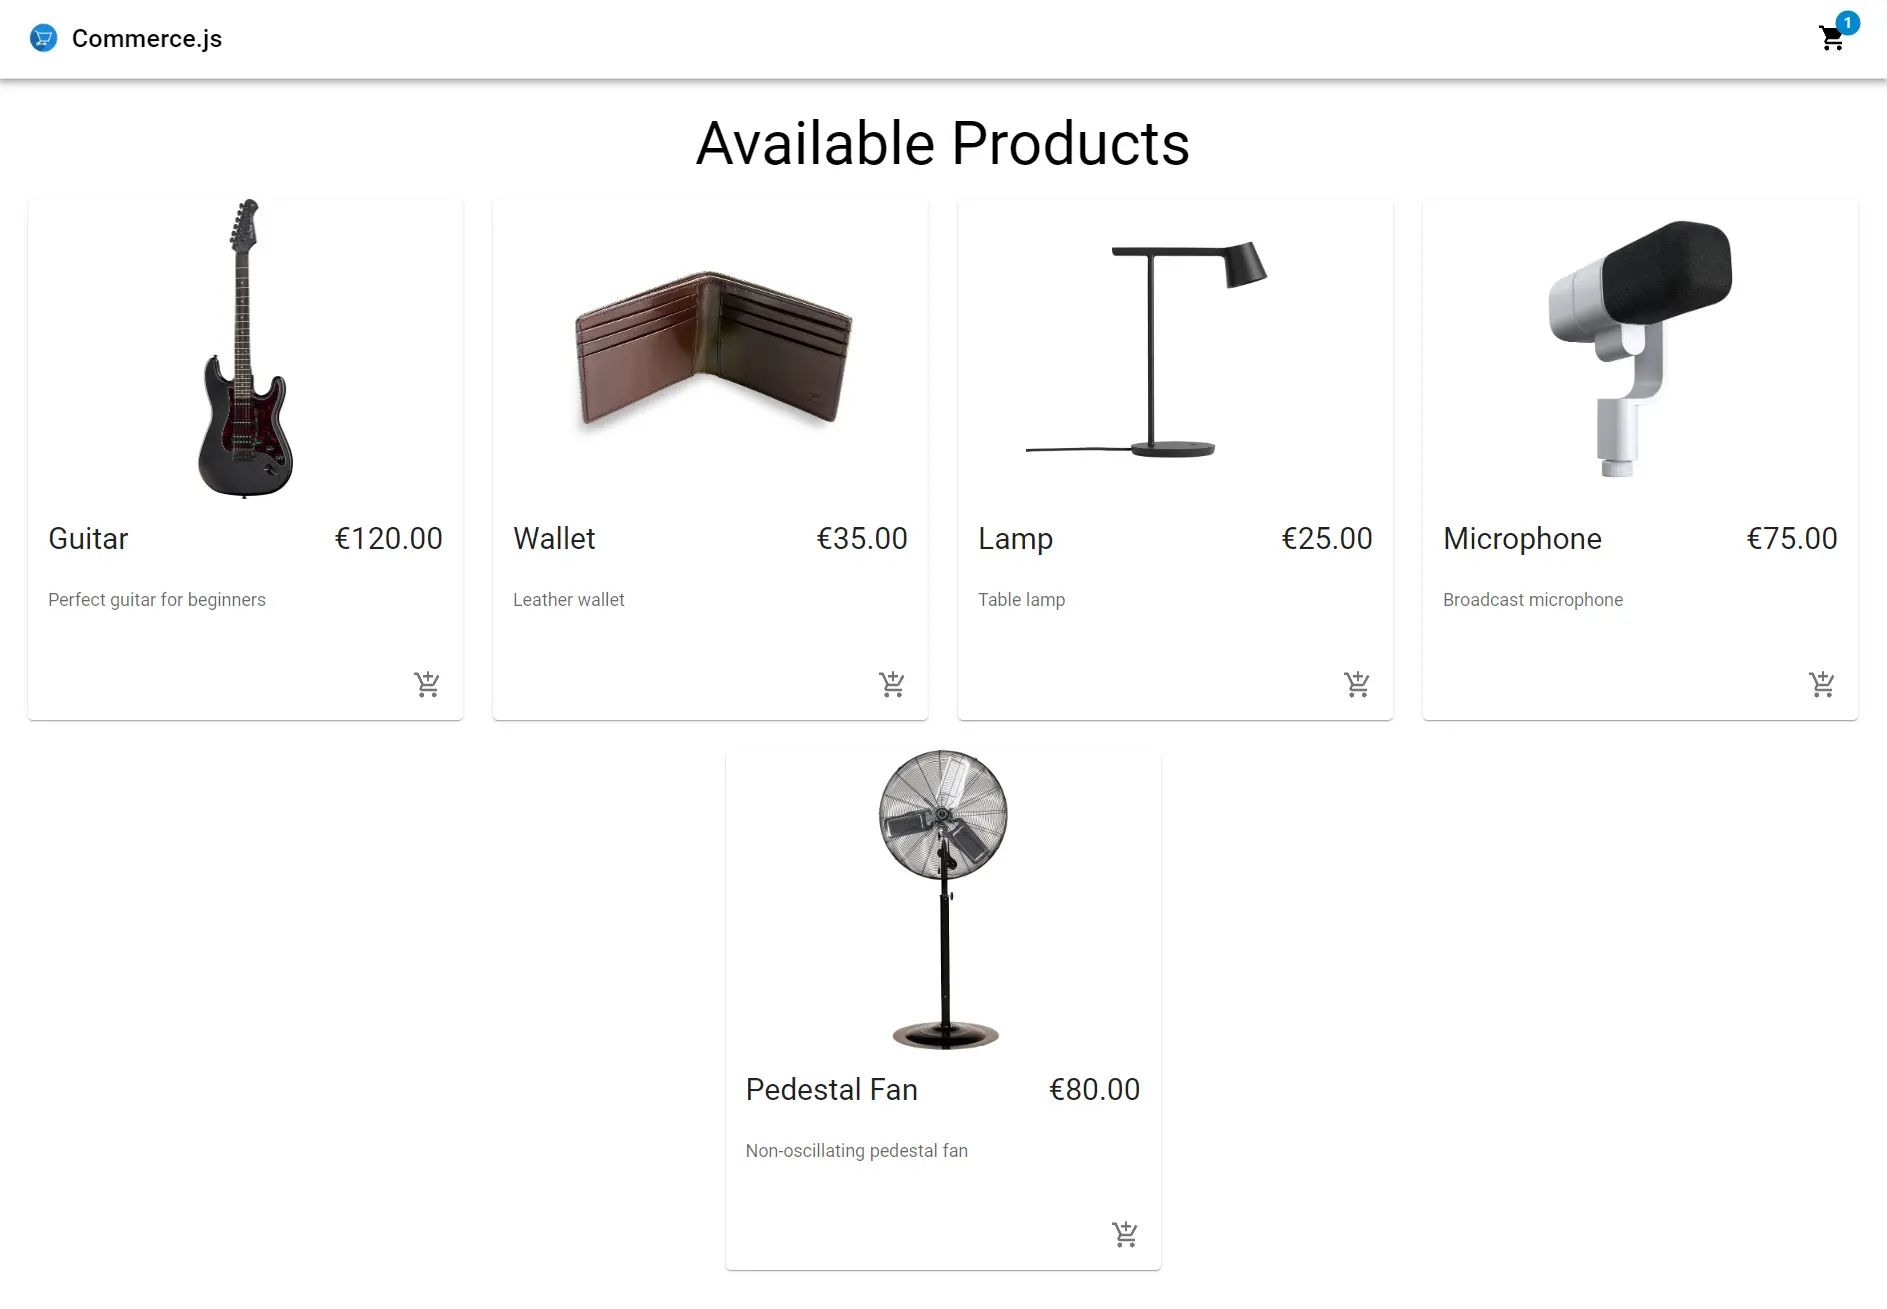 Commerce.js
1
Available Products
Guitar €120.00
Perfect guitar for beginners
Wallet €35.00
Leather wallet
Lamp €25.00
Table lamp
Microphone €75.00
Broadcast microphone
Pedestal Fan €80.00
Non-oscillating pedestal fan